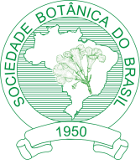 SOCIEDADE BOTÂNICA DO BRASIL
1950